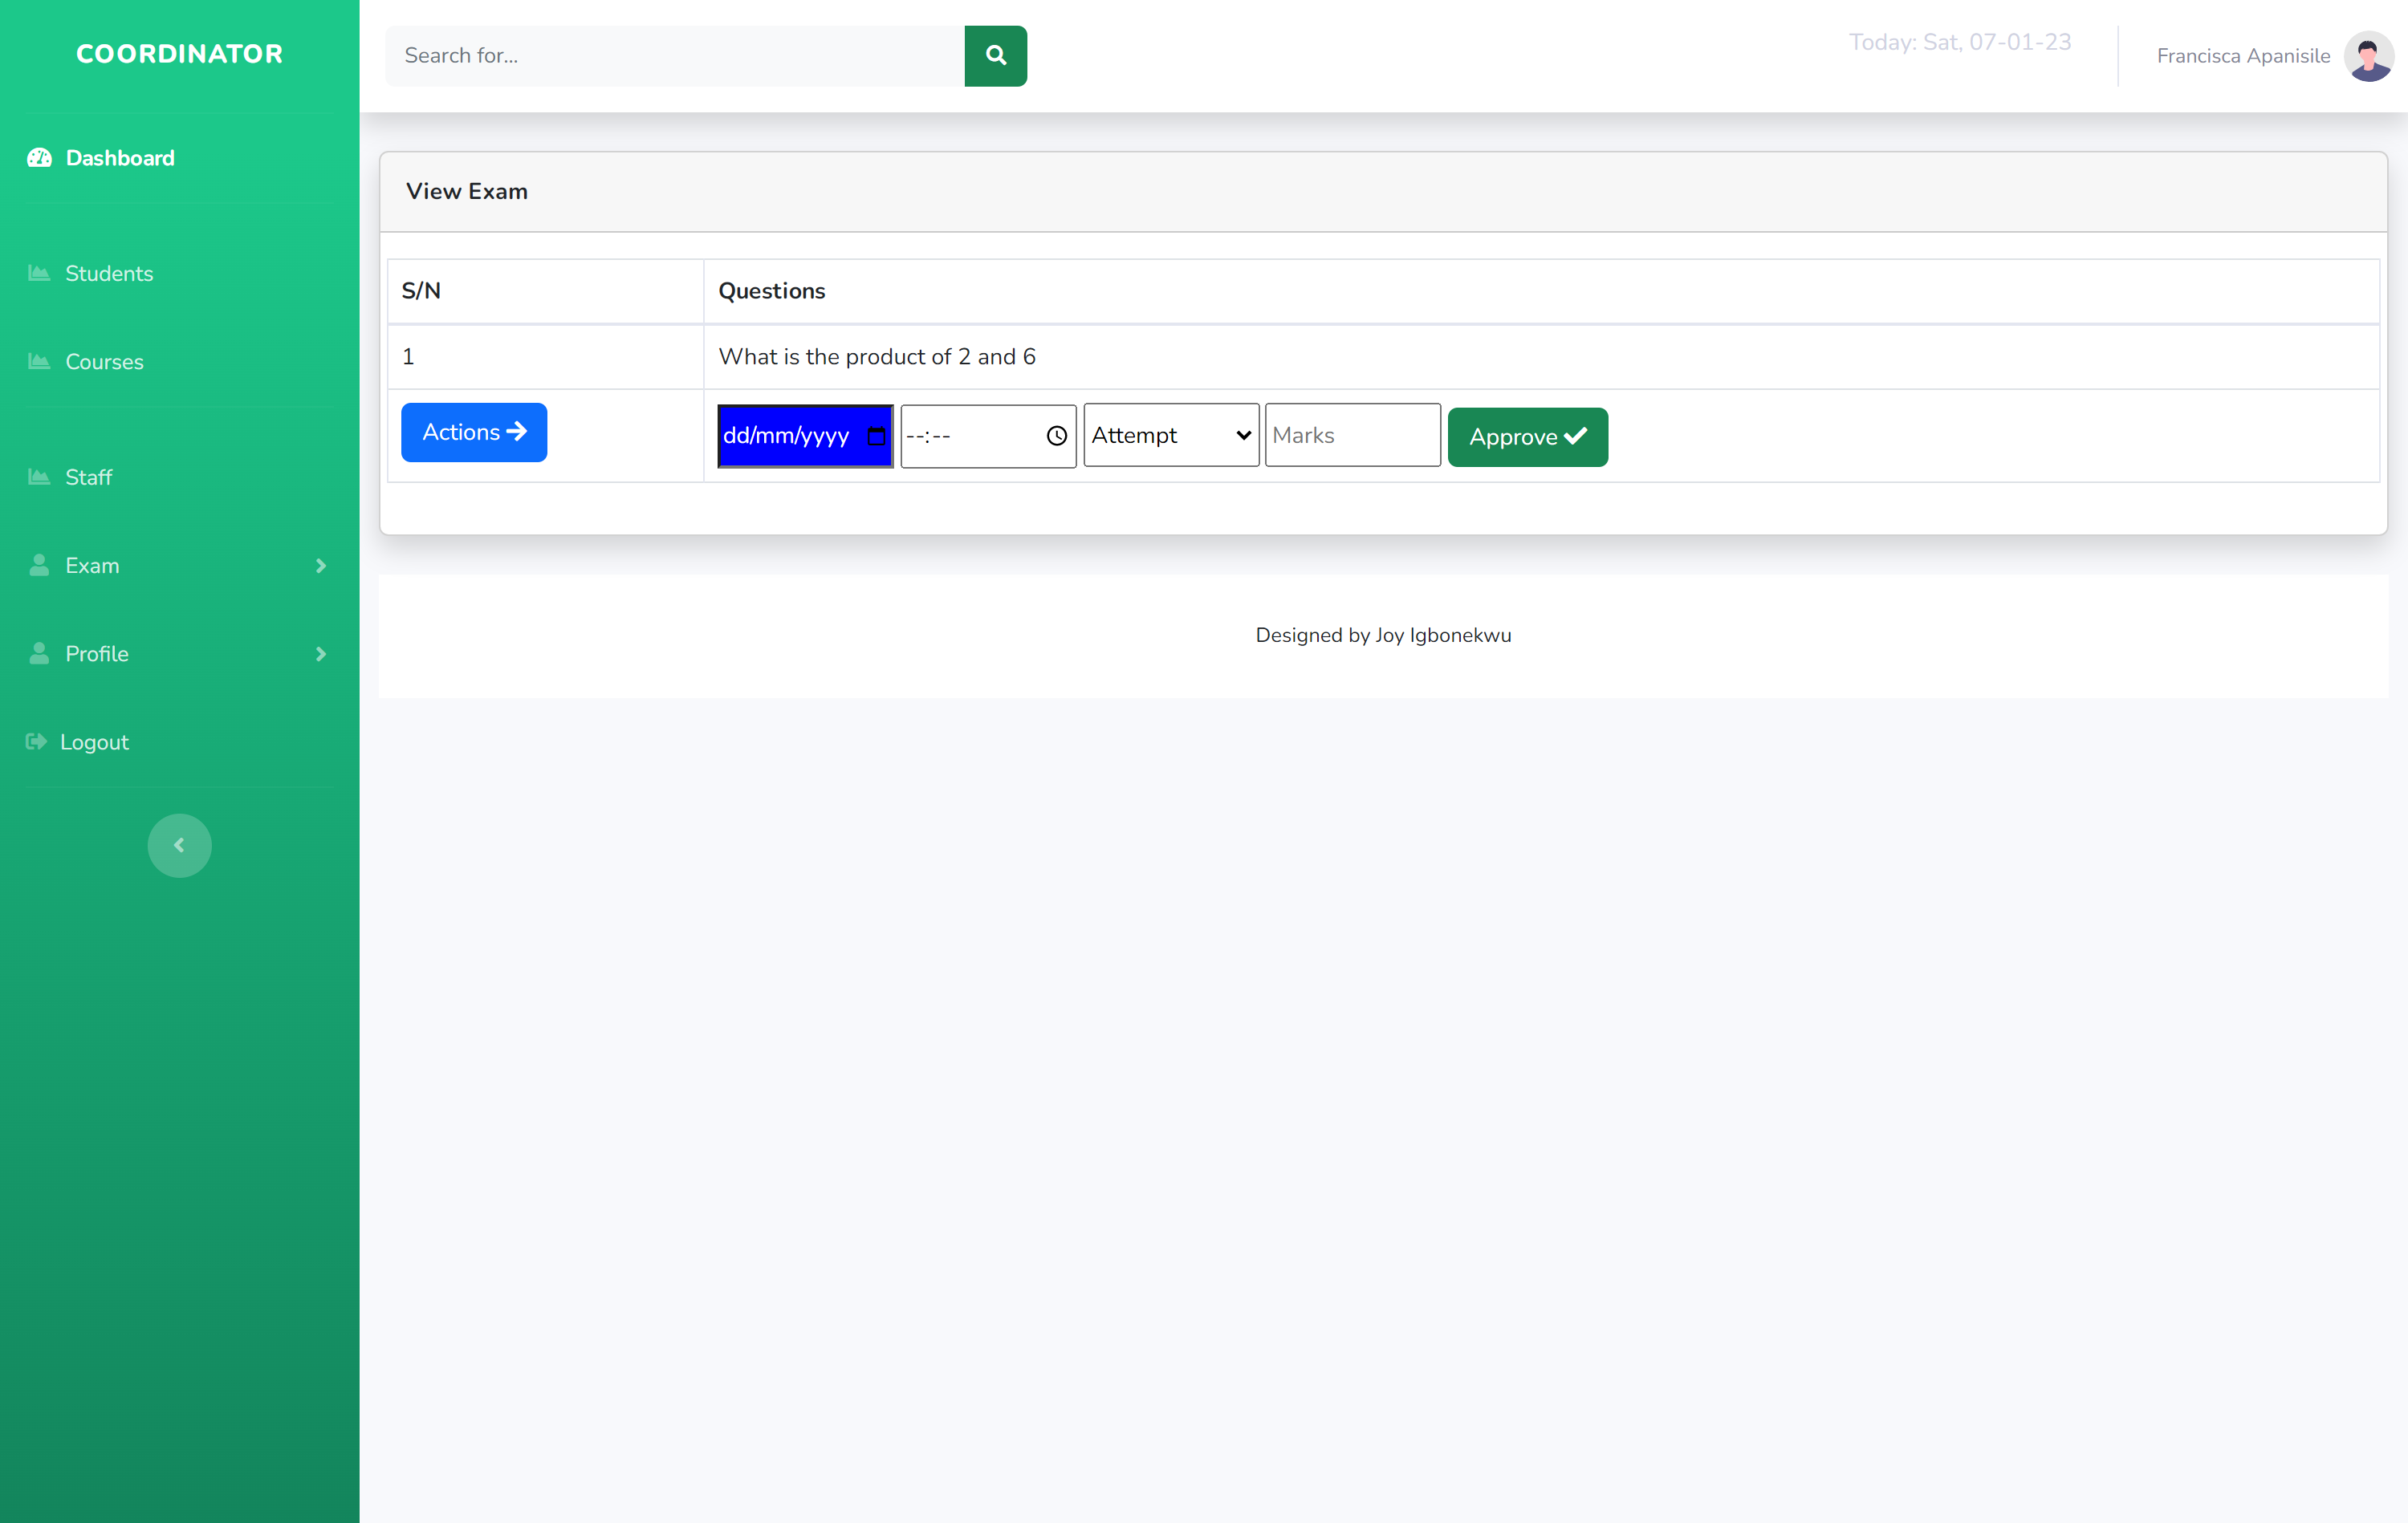 COORDINATOR
Search for...
Today: Sat, 07-01-23
Francisca Apanisile
Dashboard
Students
Courses
Staff
Exam
Profile
Logout
View Exam
S/N Questions
1 What is the product of 2 and 6
Actions dd/mm/yyyy --:-- Attempt Marks Approve
Designed by Joy Igbonekwu